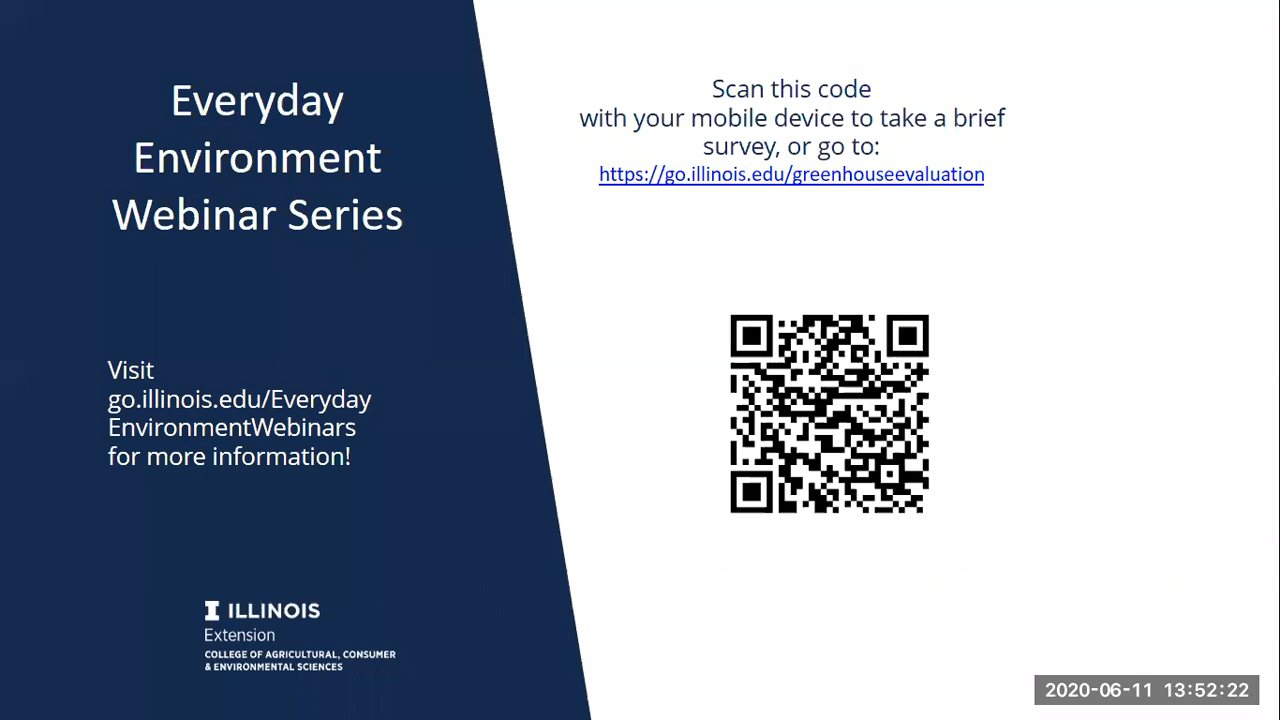 Everyday
Environment
Webinar Series
Visit
go.illinois.edu/Everyday
EnvironmentWebinars
for more information!
ILLINOIS
Extension
COLLEGE OF AGRICULTURAL, CONSUMER
& ENVIRONMENTAL SCIENCES
Scan this code
with your mobile device to take a brief
survey, or go to:
https://go.illinois.edu/greenhouseevaluation
2020-06-11 13:52:22